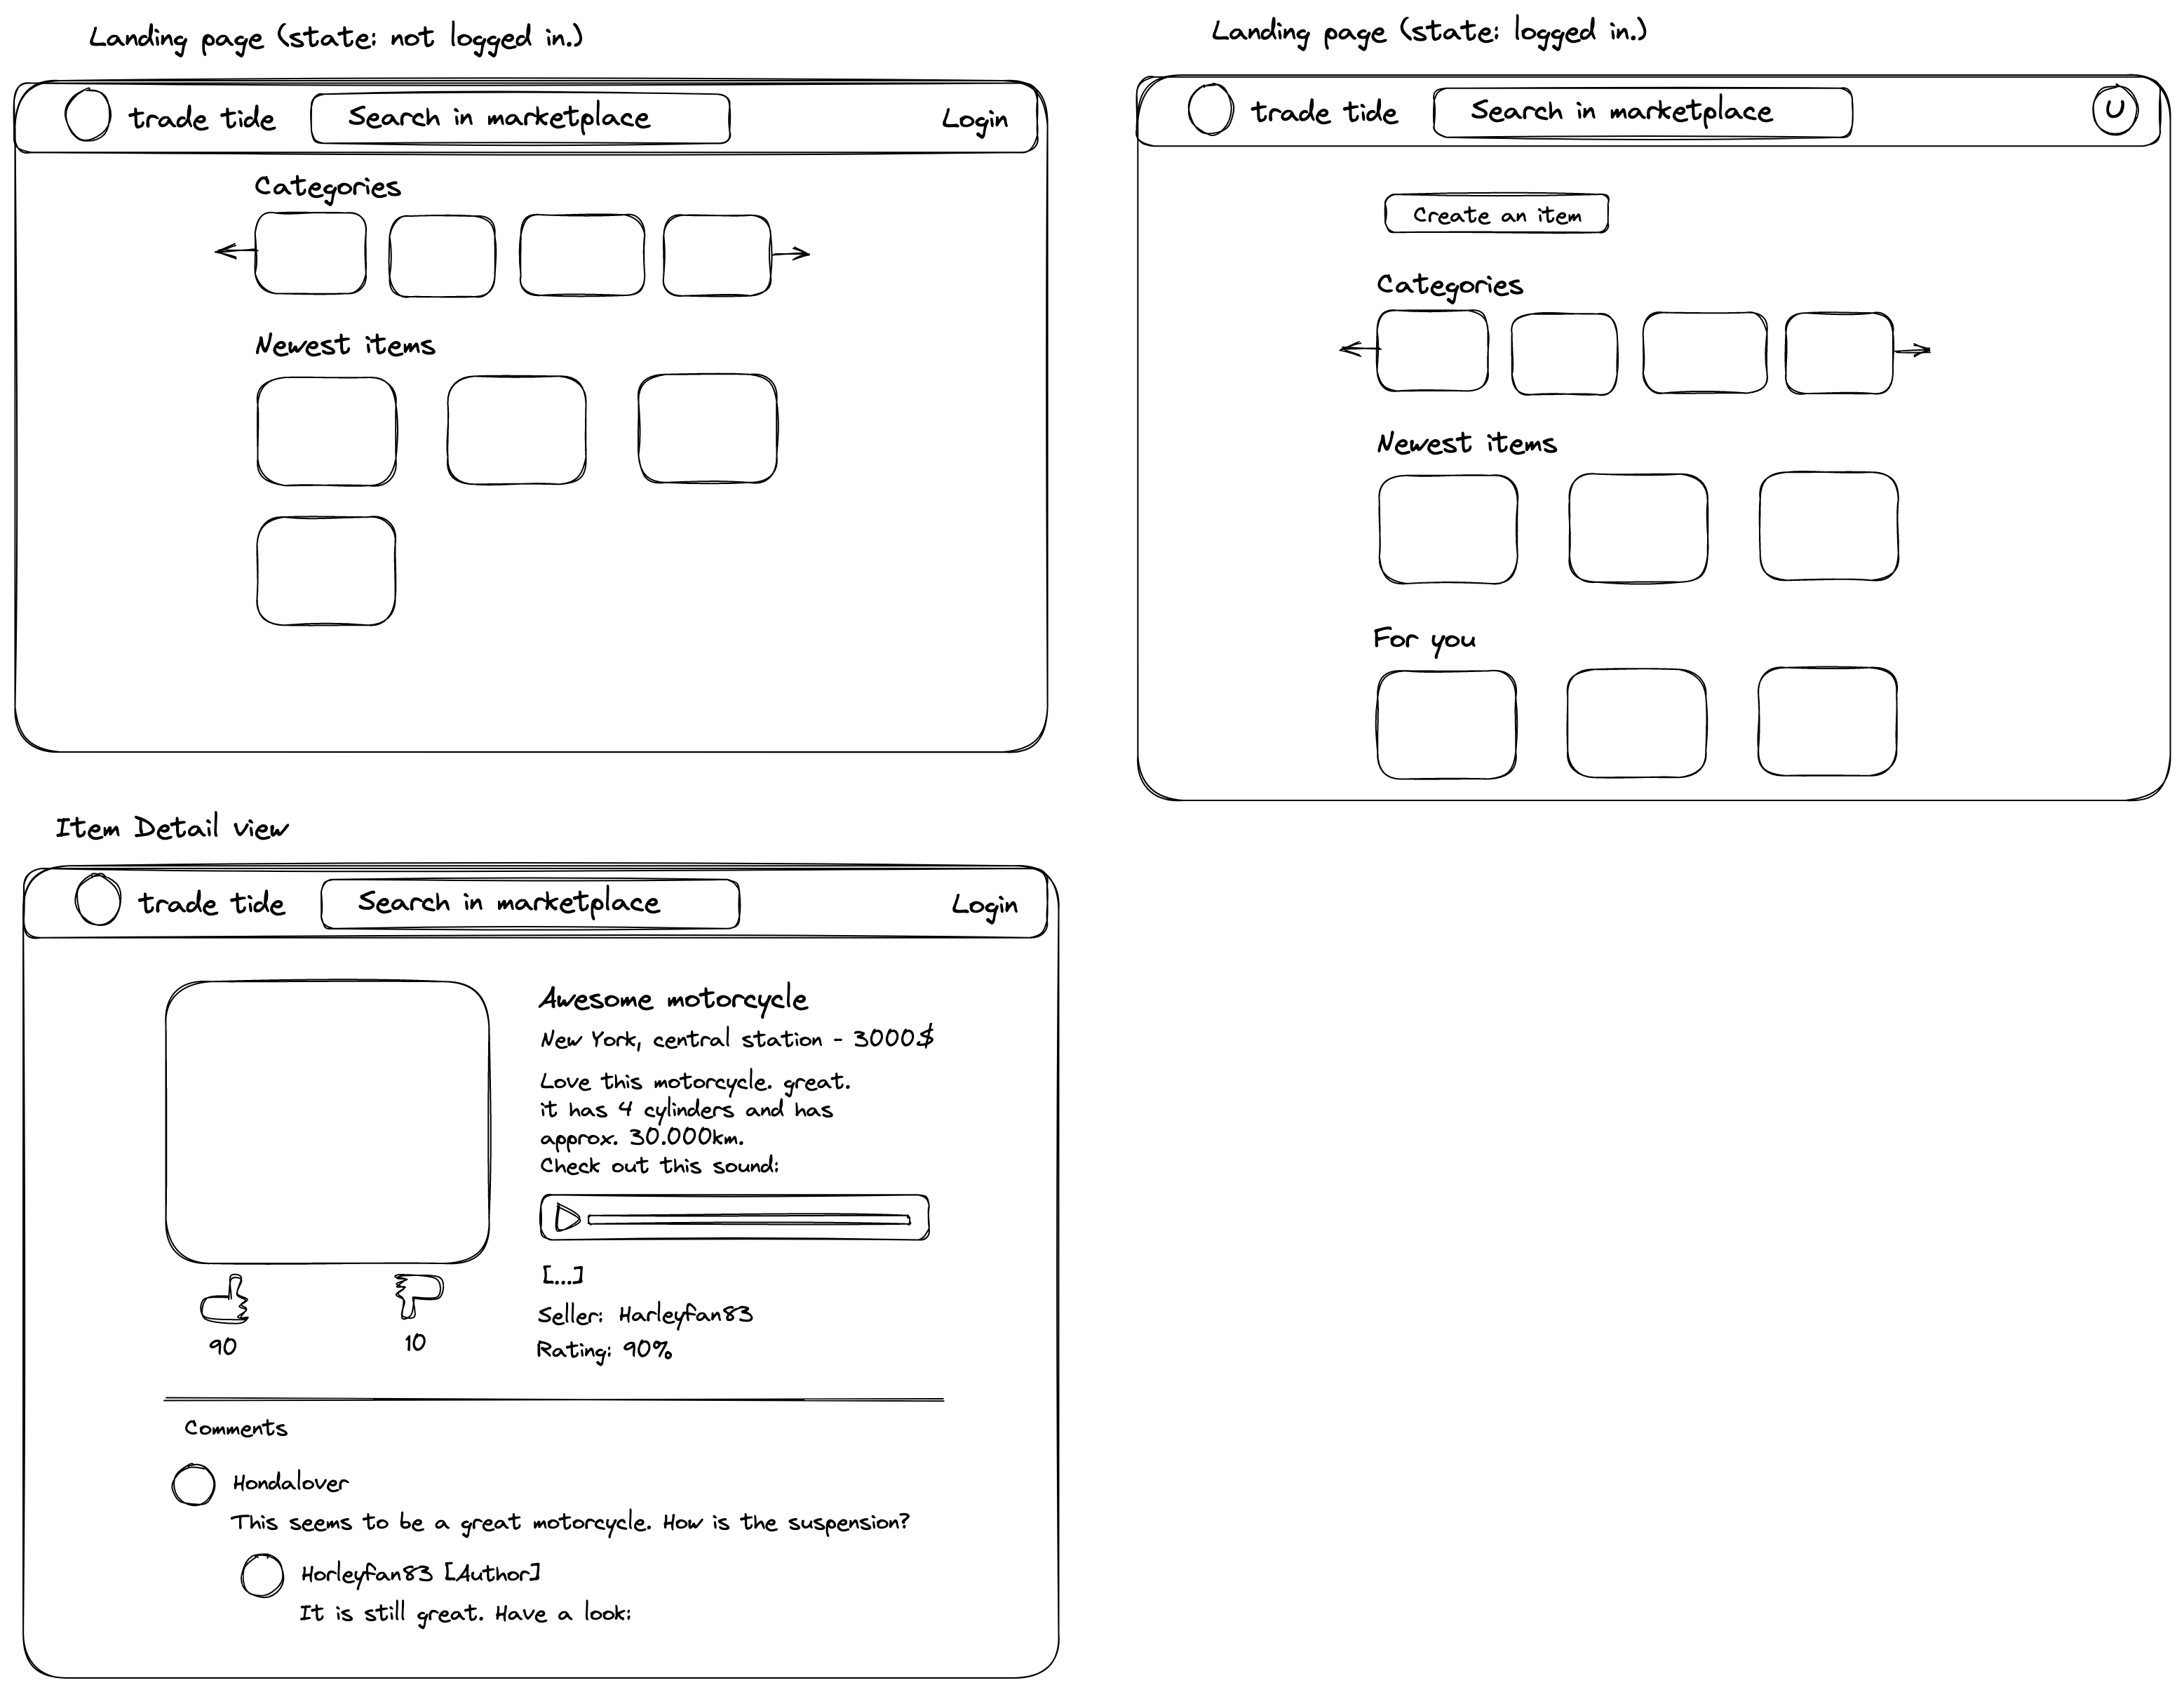 Landing page (state: not logged in.)
trade tide
Search in marketplace
Login
Categories
Newest items
Landing page (state: logged in.)
trade tide
Search in marketplace
U
Create an item
Categories
Newest items
For you
Item Detail view
trade tide
Search in marketplace
Login
Awesome motorcycle
New York, central station - 3000$
Love this motorcycle. great.
it has 4 cylinders and has
approx. 30.000km.
Check out this sound:
[...]
Seller: Harleyfan83
Rating: 90%
90
10
Comments
Hondalover
This seems to be a great motorcycle. How is the suspension?
Horleyfan83 [Author]
It is still great. Have a look: